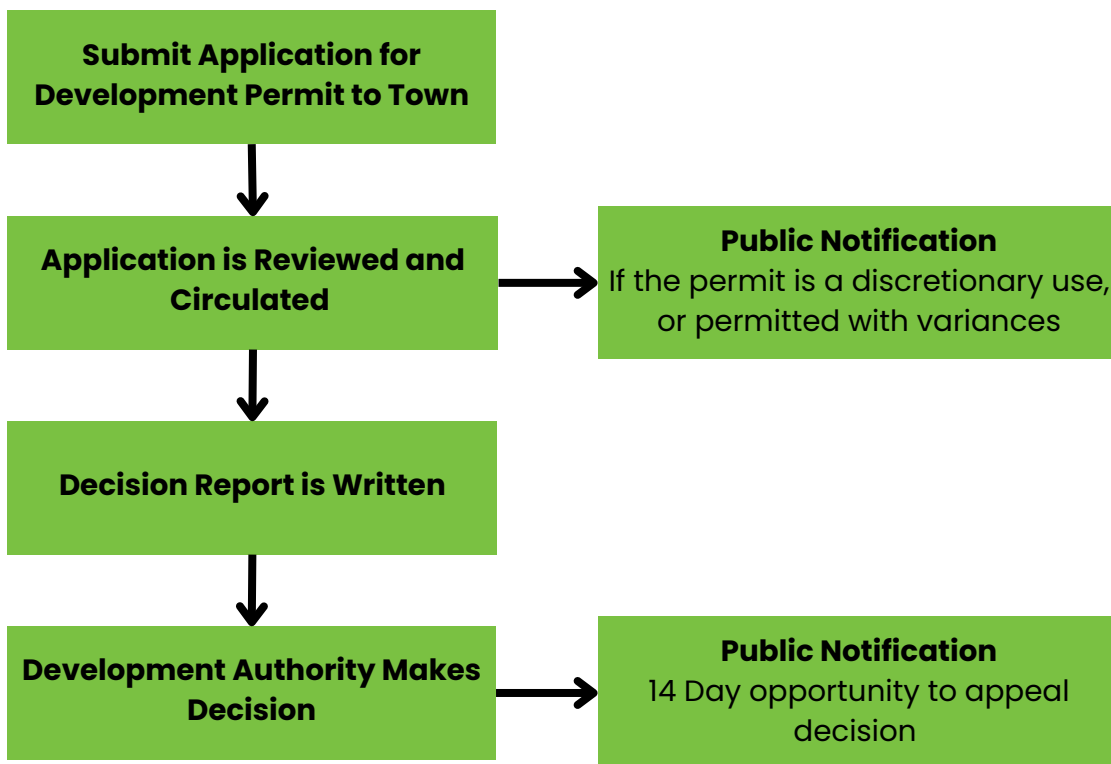 Submit Application for
Development Permit to Town
Application is Reviewed and
Circulated
Public Notification
If the permit is a discretionary use,
or permitted with variances
Decision Report is Written
Development Authority Makes
Decision
Public Notification
14 Day opportunity to appeal
decision